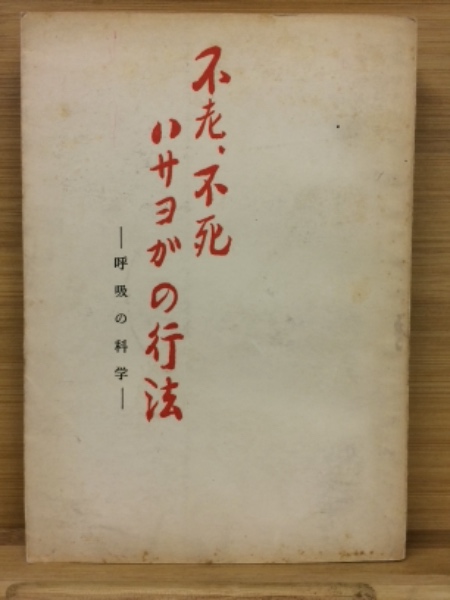 不老、不死
ハサヨガの行法
―呼吸の科学―